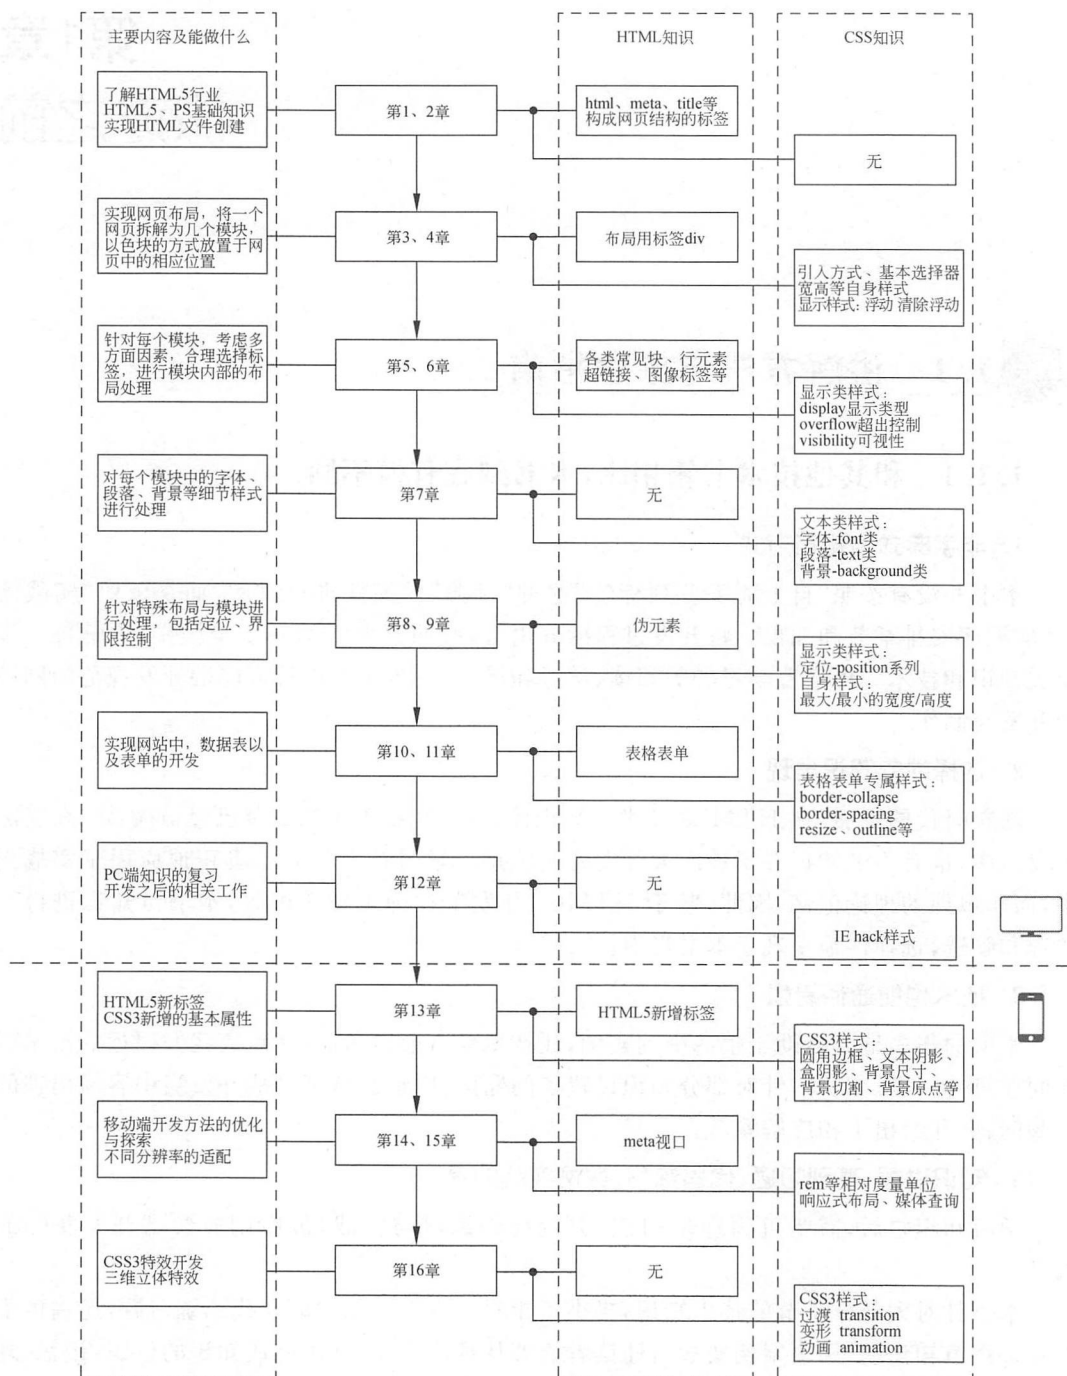 主要内容及能做什么
HTML知识
CSS知识
了解HTML5行业
HTML5、PS基础知识
实现HTML文件创建
第1、2章
html、meta、title等
构成网页结构的标签
无
实现网页布局，将一个
网页拆解为几个模块，
以色块的方式放置于网
页中的相应位置
第3、4章
布局用标签div
引入方式、基本选择器
宽高等自身样式
显示样式: 浮动 清除浮动
针对每个模块，考虑多
方面因素，合理选择标
签，进行模块内部的布
局处理
第5、6章
各类常见块、行元素
超链接、图像标签等
显示类样式：
display显示类型
overflow超出控制
visibility可视性
对每个模块中的字体、
段落、背景等细节样式
进行处理
第7章
无
文本类样式：
字体-font类
段落-text类
背景-background类
针对特殊布局与模块进
行处理，包括定位、界
限控制
第8、9章
伪元素
显示类样式：
定位-position系列
自身样式：
最大/最小的宽度/高度
实现网站中，数据表以
及表单的开发
第10、11章
表格表单
表格表单专属样式：
border-collapse
border-spacing
resize、outline等
PC端知识的复习
开发之后的相关工作
第12章
无
IE hack样式
HTML5新标签
CSS3新增的基本属性
第13章
HTML5新增标签
CSS3样式：
圆角边框、文本阴影、
盒阴影、背景尺寸、
背景切割、背景原点等
移动端开发方法的优化
与探索
不同分辨率的适配
第14、15章
meta视口
rem等相对度量单位
响应式布局、媒体查询
CSS3特效开发
三维立体特效
第16章
无
CSS3样式：
过渡 transition
变形 transform
动画 animation